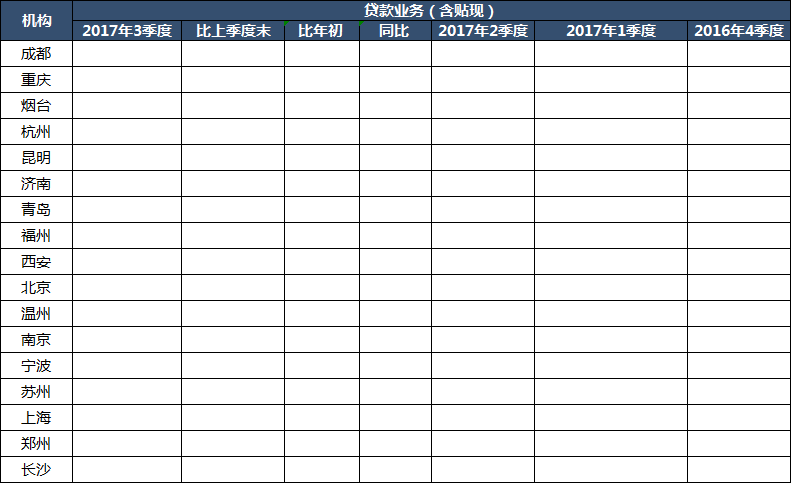 机构
贷款业务（含贴现）
2017年3季度 比上季度末 比年初 同比 2017年2季度 2017年1季度 2016年4季度
成都
重庆
烟台
杭州
昆明
济南
青岛
福州
西安
北京
温州
南京
宁波
苏州
上海
郑州
长沙